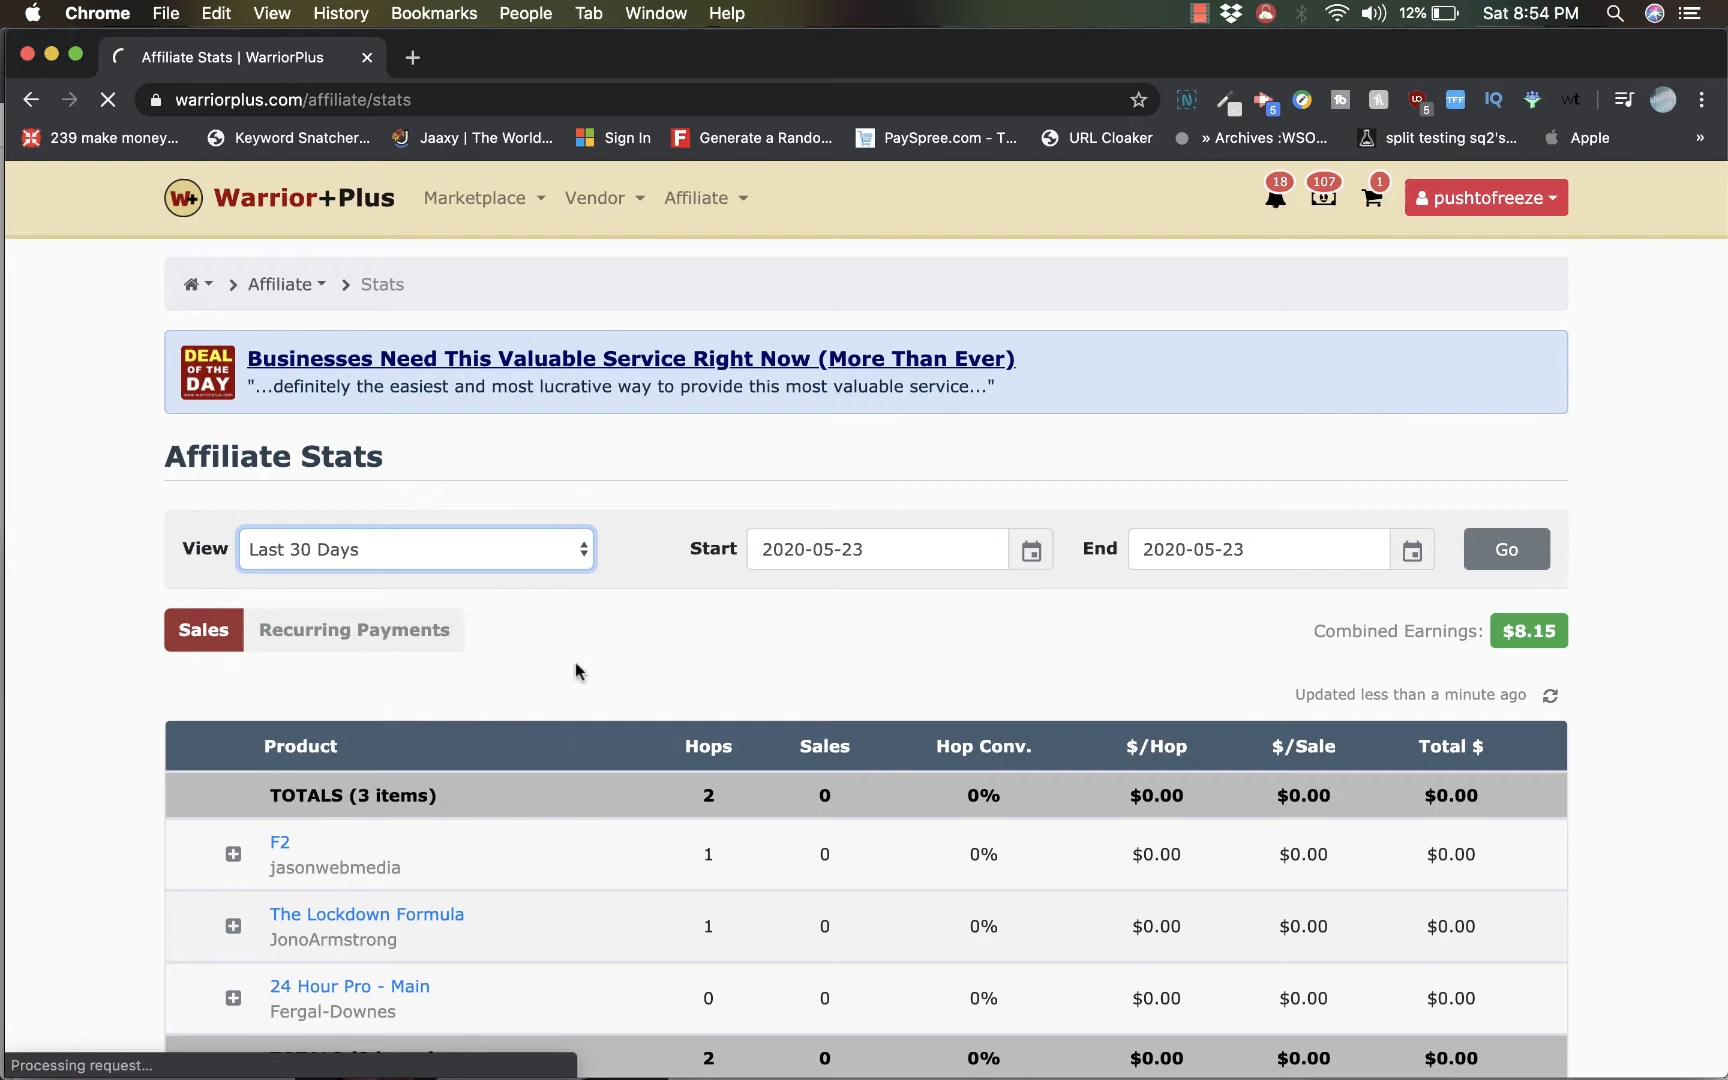 Chrome File Edit View History Bookmarks People Tab Window Help 12% Sat 8:54 PM
Affiliate Stats | WarriorPlus
warriorplus.com/affiliate/stats 5 tb 5 TFF IQ wt
239 make money... Keyword Snatcher... Jaaxy | The World... Sign In Generate a Rando... PaySpree.com - T... URL Cloaker » Archives :WSO... split testing sq2's... Apple »
W+ Warrior+Plus Marketplace Vendor Affiliate 18 107 1 pushtofreeze
Affiliate Stats
DEAL OF THE DAY
Businesses Need This Valuable Service Right Now (More Than Ever)
"...definitely the easiest and most lucrative way to provide this most valuable service..."
Affiliate Stats
View Last 30 Days Start 2020-05-23 End 2020-05-23 Go
Sales Recurring Payments Combined Earnings: $8.15
Updated less than a minute ago
Product Hops Sales Hop Conv. $/Hop $/Sale Total $
TOTALS (3 items) 2 0 0% $0.00 $0.00 $0.00
F2
jasonwebmedia 1 0 0% $0.00 $0.00 $0.00
The Lockdown Formula
JonoArmstrong 1 0 0% $0.00 $0.00 $0.00
24 Hour Pro - Main
Fergal-Downes 0 0 0% $0.00 $0.00 $0.00
2 0 0% $0.00 $0.00 $0.00
Processing request...